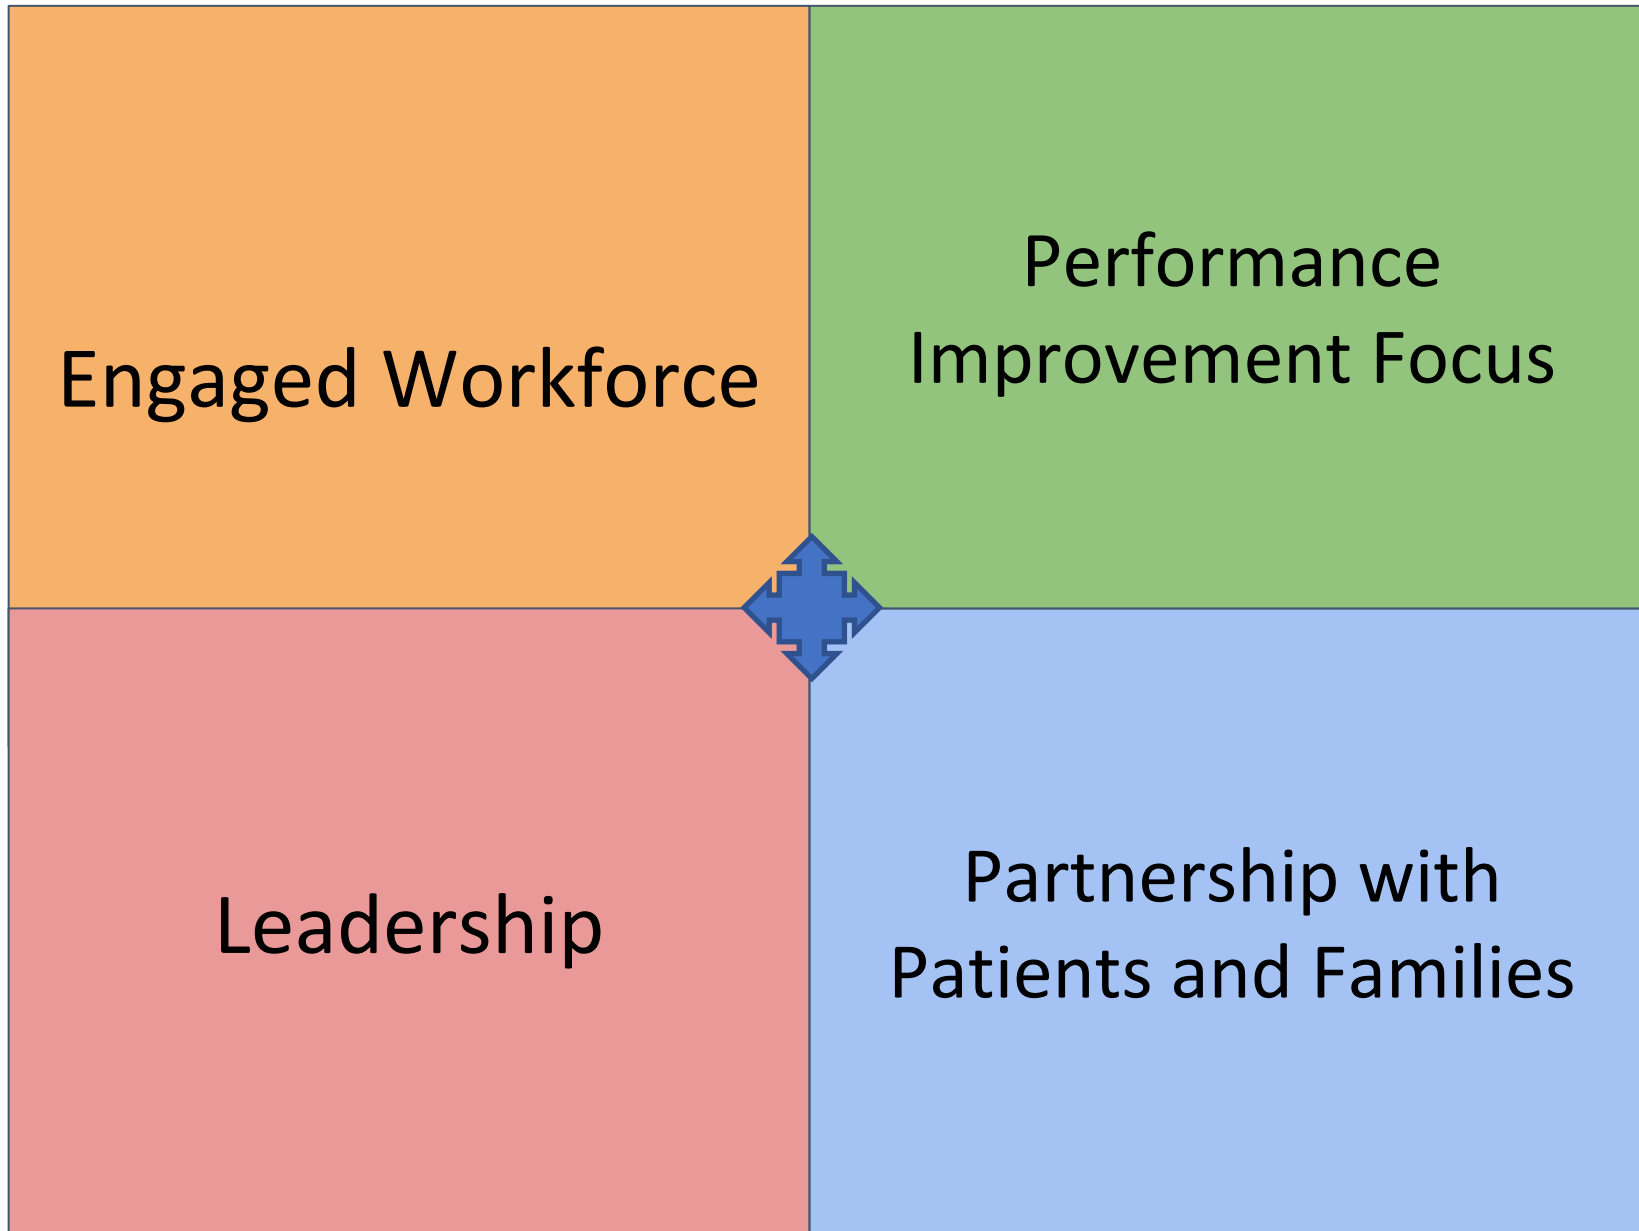 Engaged Workforce
Performance
Improvement Focus
Leadership
Partnership with
Patients and Families